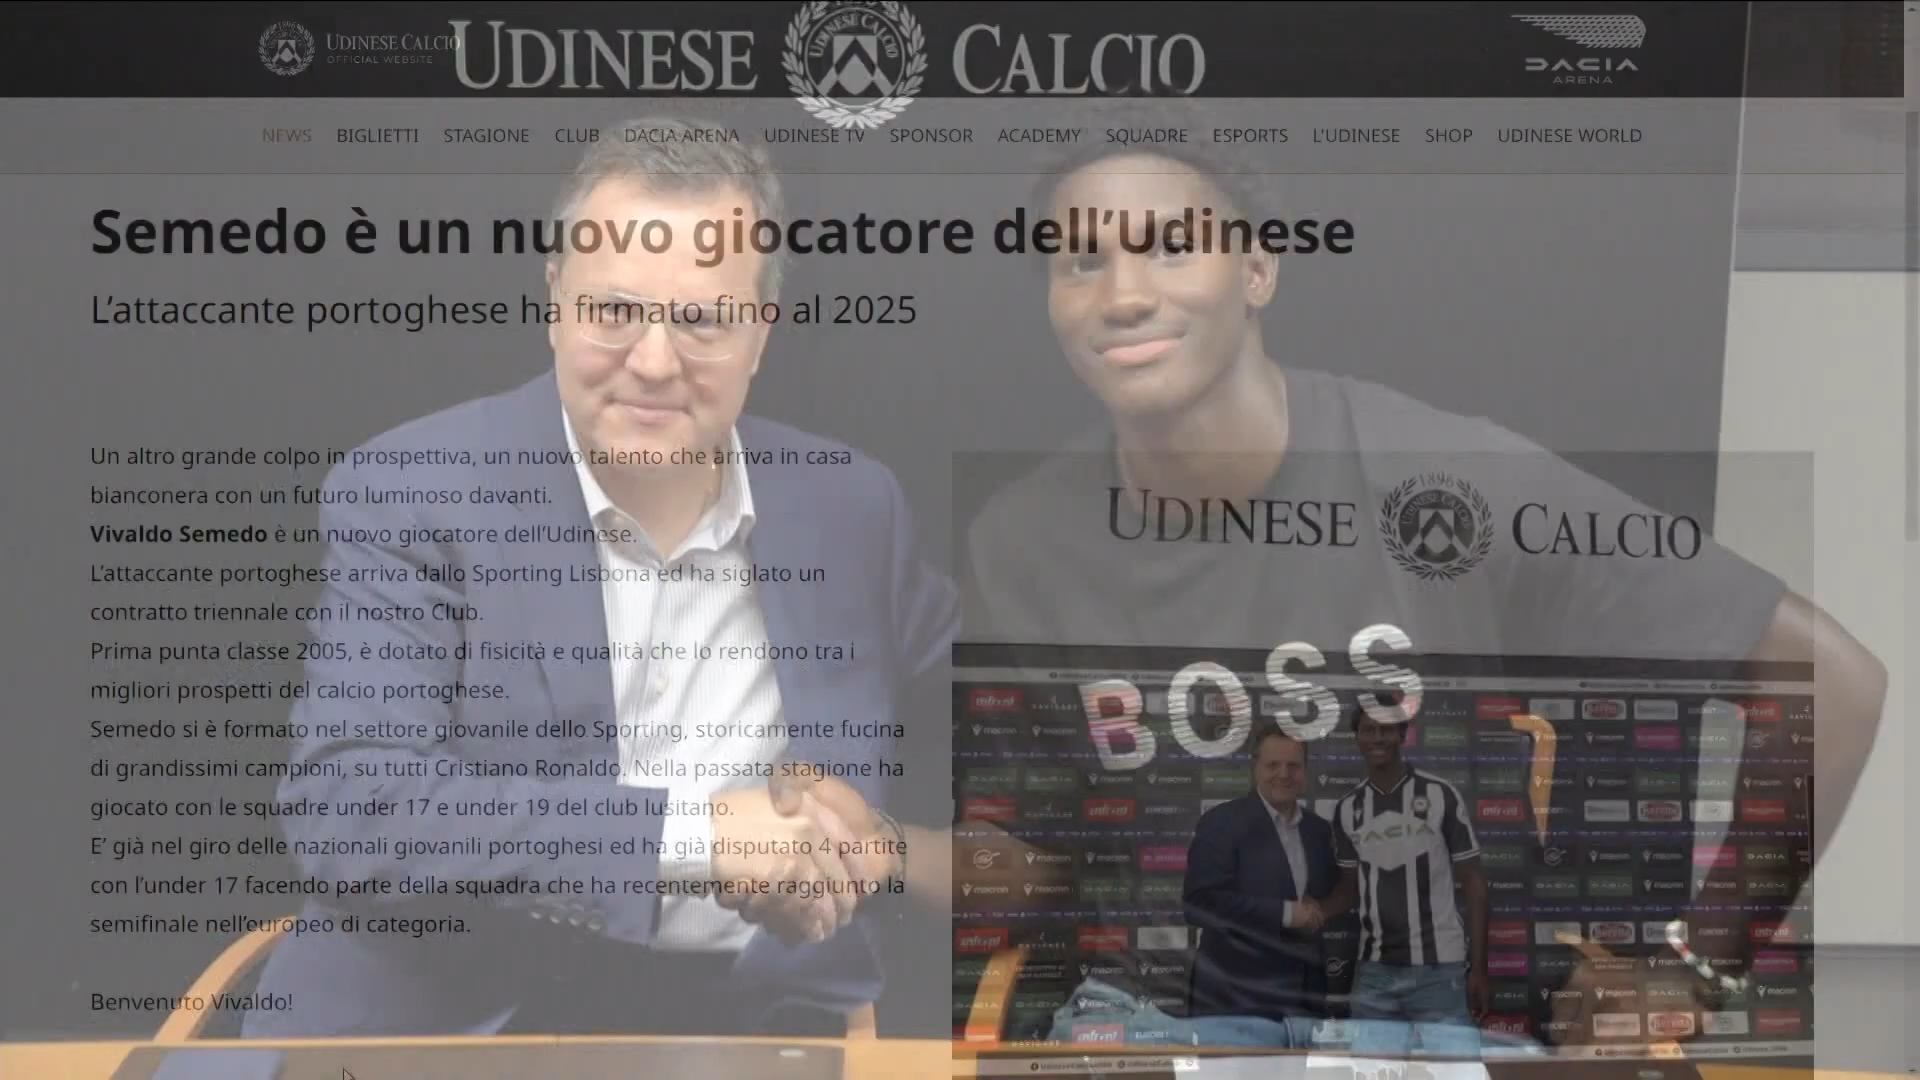 UDINESE CALCIO
OFFICIAL WEBSITE
UDINESE CALCIO
DACIA
ARENA
NEWS BIGLIETTI STAGIONE CLUB DACIA ARENA UDINESE TV SPONSOR ACADEMY SQUADRE ESPORTS L'UDINESE SHOP UDINESE WORLD
Semedo è un nuovo giocatore dell’Udinese
L’attaccante portoghese ha firmato fino al 2025
Un altro grande colpo in prospettiva, un nuovo talento che arriva in casa
bianconera con un futuro luminoso davanti.
Vivaldo Semedo è un nuovo giocatore dell’Udinese.
L’attaccante portoghese arriva dallo Sporting Lisbona ed ha siglato un
contratto triennale con il nostro Club.
Prima punta classe 2005, è dotato di fisicità e qualità che lo rendono tra i
migliori prospetti del calcio portoghese.
Semedo si è formato nel settore giovanile dello Sporting, storicamente fucina
di grandissimi campioni, su tutti Cristiano Ronaldo. Nella passata stagione ha
giocato con le squadre under 17 e under 19 del club lusitano.
E’ già nel giro delle nazionali giovanili portoghesi ed ha già disputato 4 partite
con l’under 17 facendo parte della squadra che ha recentemente raggiunto la
semifinale nell’europeo di categoria.
Benvenuto Vivaldo!
1896
UDINESE CALCIO
BOSS
DACIA
macron